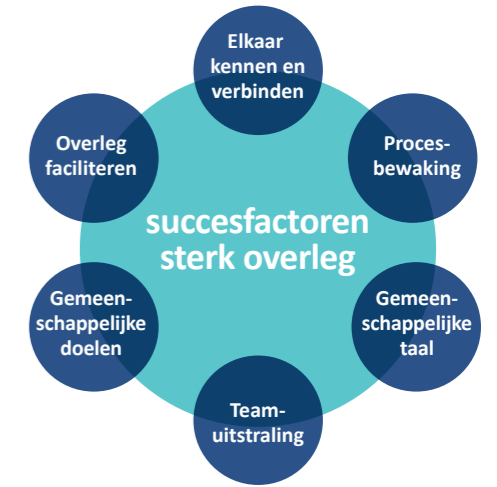 Elkaar
kennen en
verbinden
Overleg
faciliteren
Proces-
bewaking
succesfactoren
sterk overleg
Gemeen-
schappelijke
doelen
Gemeen-
schappelijke
taal
Team-
uitstraling